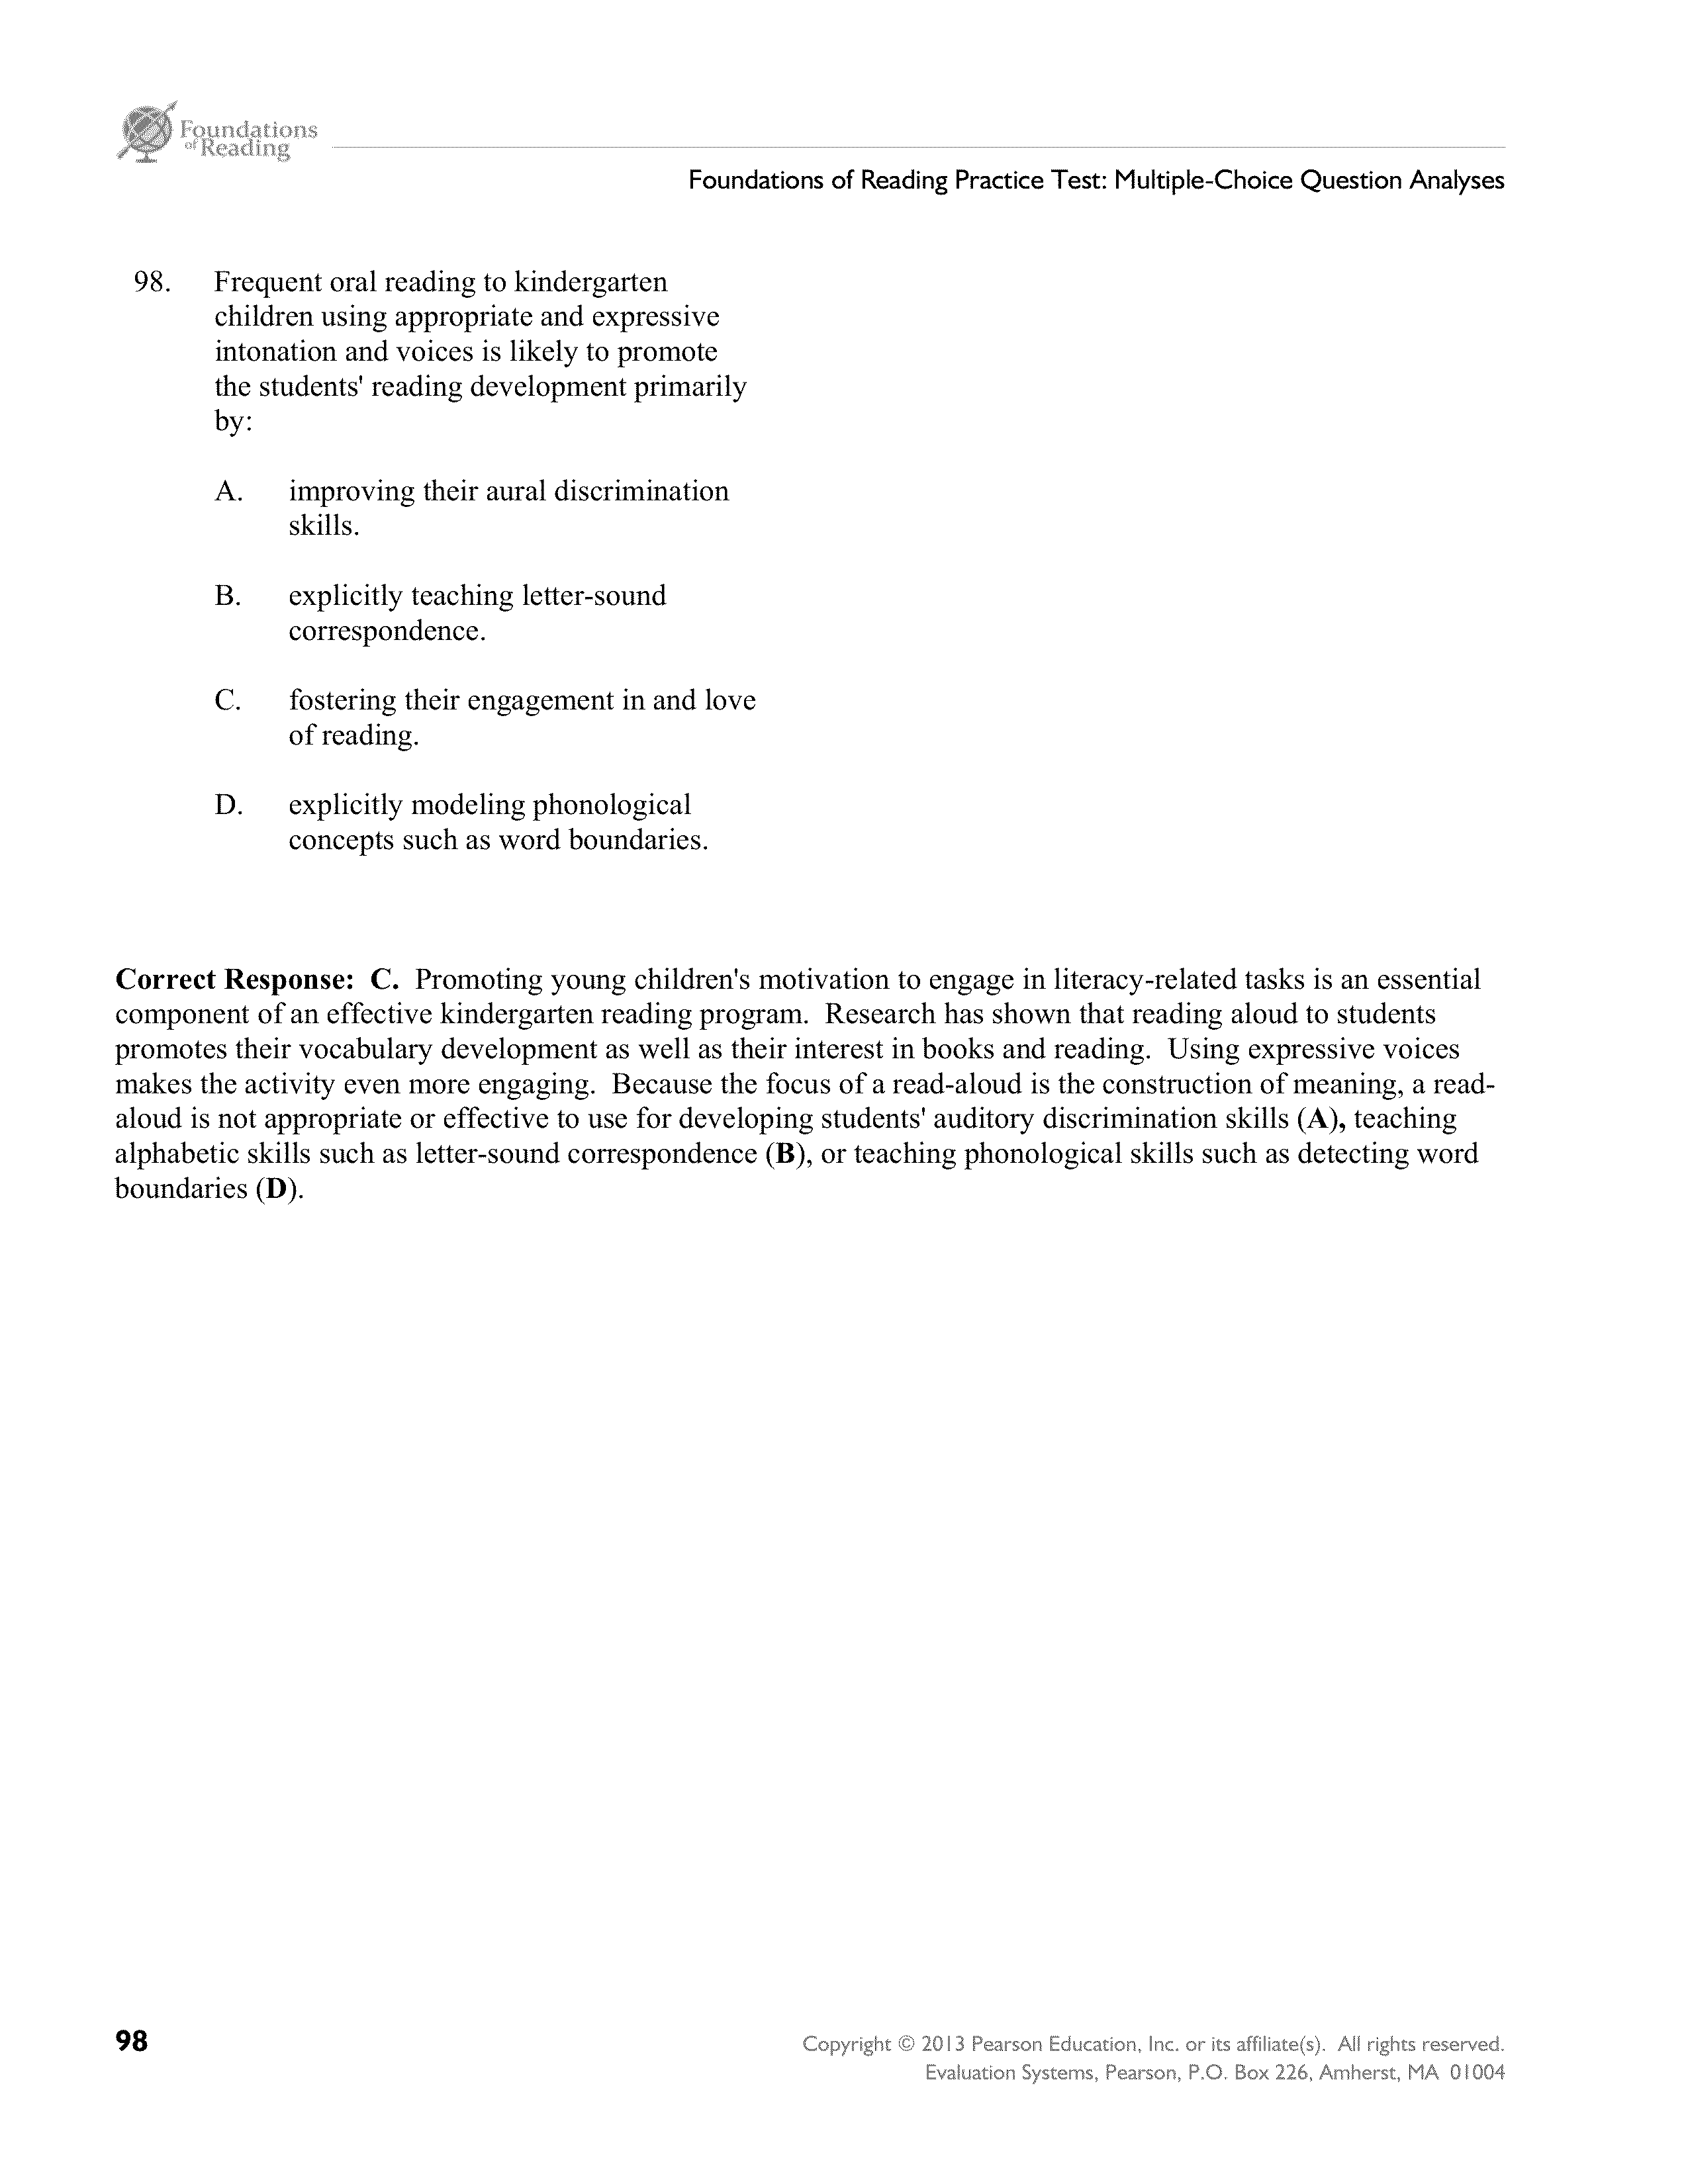 Foundations
of Reading
Foundations of Reading Practice Test: Multiple-Choice Question Analyses
98. Frequent oral reading to kindergarten
children using appropriate and expressive
intonation and voices is likely to promote
the students' reading development primarily
by:
A. improving their aural discrimination
skills.
B. explicitly teaching letter-sound
correspondence.
C. fostering their engagement in and love
of reading.
D. explicitly modeling phonological
concepts such as word boundaries.
Correct Response: C. Promoting young children's motivation to engage in literacy-related tasks is an essential
component of an effective kindergarten reading program. Research has shown that reading aloud to students
promotes their vocabulary development as well as their interest in books and reading. Using expressive voices
makes the activity even more engaging. Because the focus of a read-aloud is the construction of meaning, a read-
aloud is not appropriate or effective to use for developing students' auditory discrimination skills (A), teaching
alphabetic skills such as letter-sound correspondence (B), or teaching phonological skills such as detecting word
boundaries (D).
98
Copyright © 2013 Pearson Education, Inc. or its affiliate(s). All rights reserved.
Evaluation Systems, Pearson, P.O. Box 226, Amherst, MA 01004